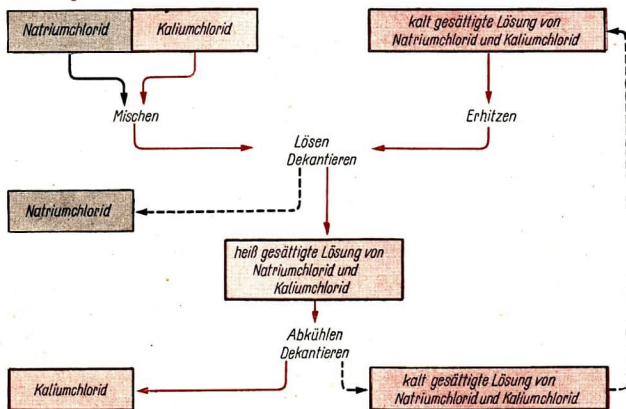 Natriumchlorid
Kaliumchlorid
kalt gesättigte Lösung von
Natriumchlorid und Kaliumchlorid
Mischen
Erhitzen
Lösen
Dekantieren
Natriumchlorid
heiß gesättigte Lösung von
Natriumchlorid und
Kaliumchlorid
Abkühlen
Dekantieren
Kaliumchlorid
kalt gesättigte Lösung von
Natriumchlorid und Kaliumchlorid